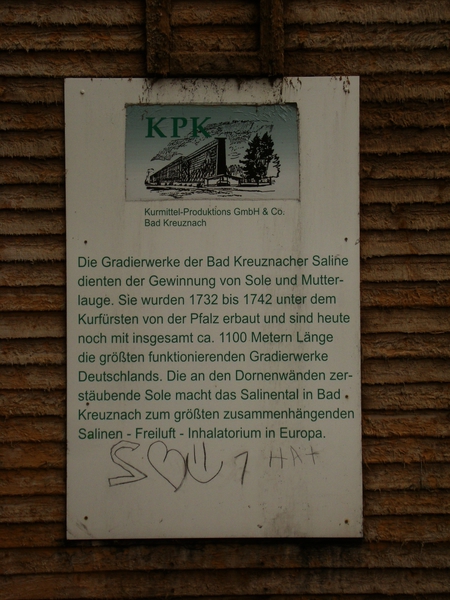 KPK
Kurmittel-Produktions GmbH & Co.
Bad Kreuznach
Die Gradierwerke der Bad Kreuznacher Saline
dienten der Gewinnung von Sole und Mutter-
lauge. Sie wurden 1732 bis 1742 unter dem
Kurfürsten von der Pfalz erbaut und sind heute
noch mit insgesamt ca. 1100 Metern Länge
die größten funktionierenden Gradierwerke
Deutschlands. Die an den Dornenwänden zer-
stäubende Sole macht das Salinental in Bad
Kreuznach zum größten zusammenhängenden
Salinen - Freiluft - Inhalatorium in Europa.